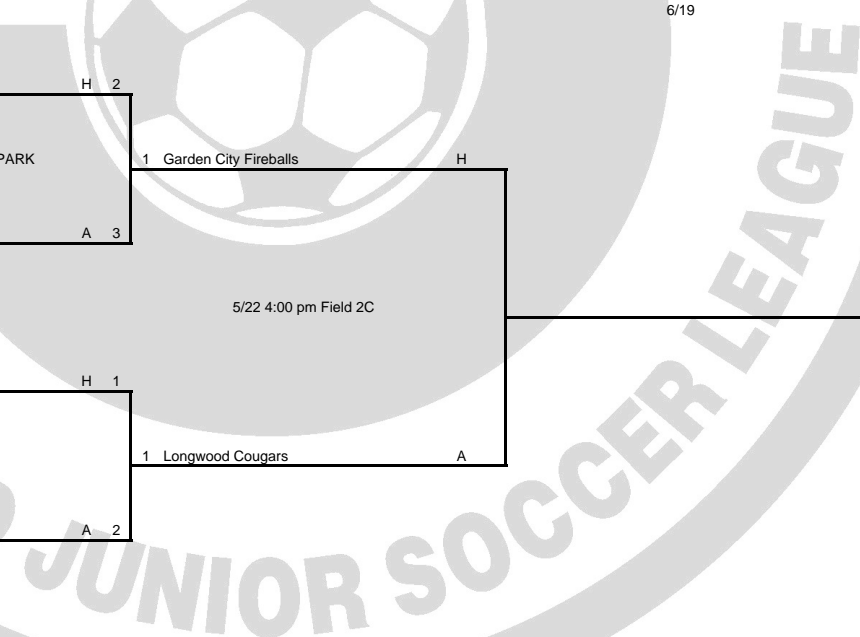 6/19
H 2
PARK
1 Garden City Fireballs H
A 3
5/22 4:00 pm Field 2C
H 1
1 Longwood Cougars A
A 2
JUNIOR SOCCER LEAGUE